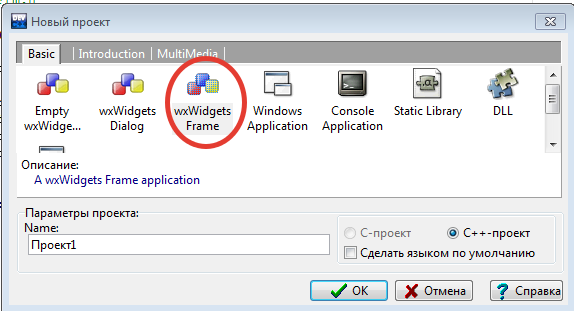 Новый проект
Basic Introduction MultiMedia
Empty wxWidgets wxWidgets Windows Console Static Library DLL
wxWidge... Dialog Frame Application Application
Описание:
A wxWidgets Frame application
Параметры проекта:
Name:
Проект1
C-проект C++-проект
Сделать языком по умолчанию
OK Отмена Справка